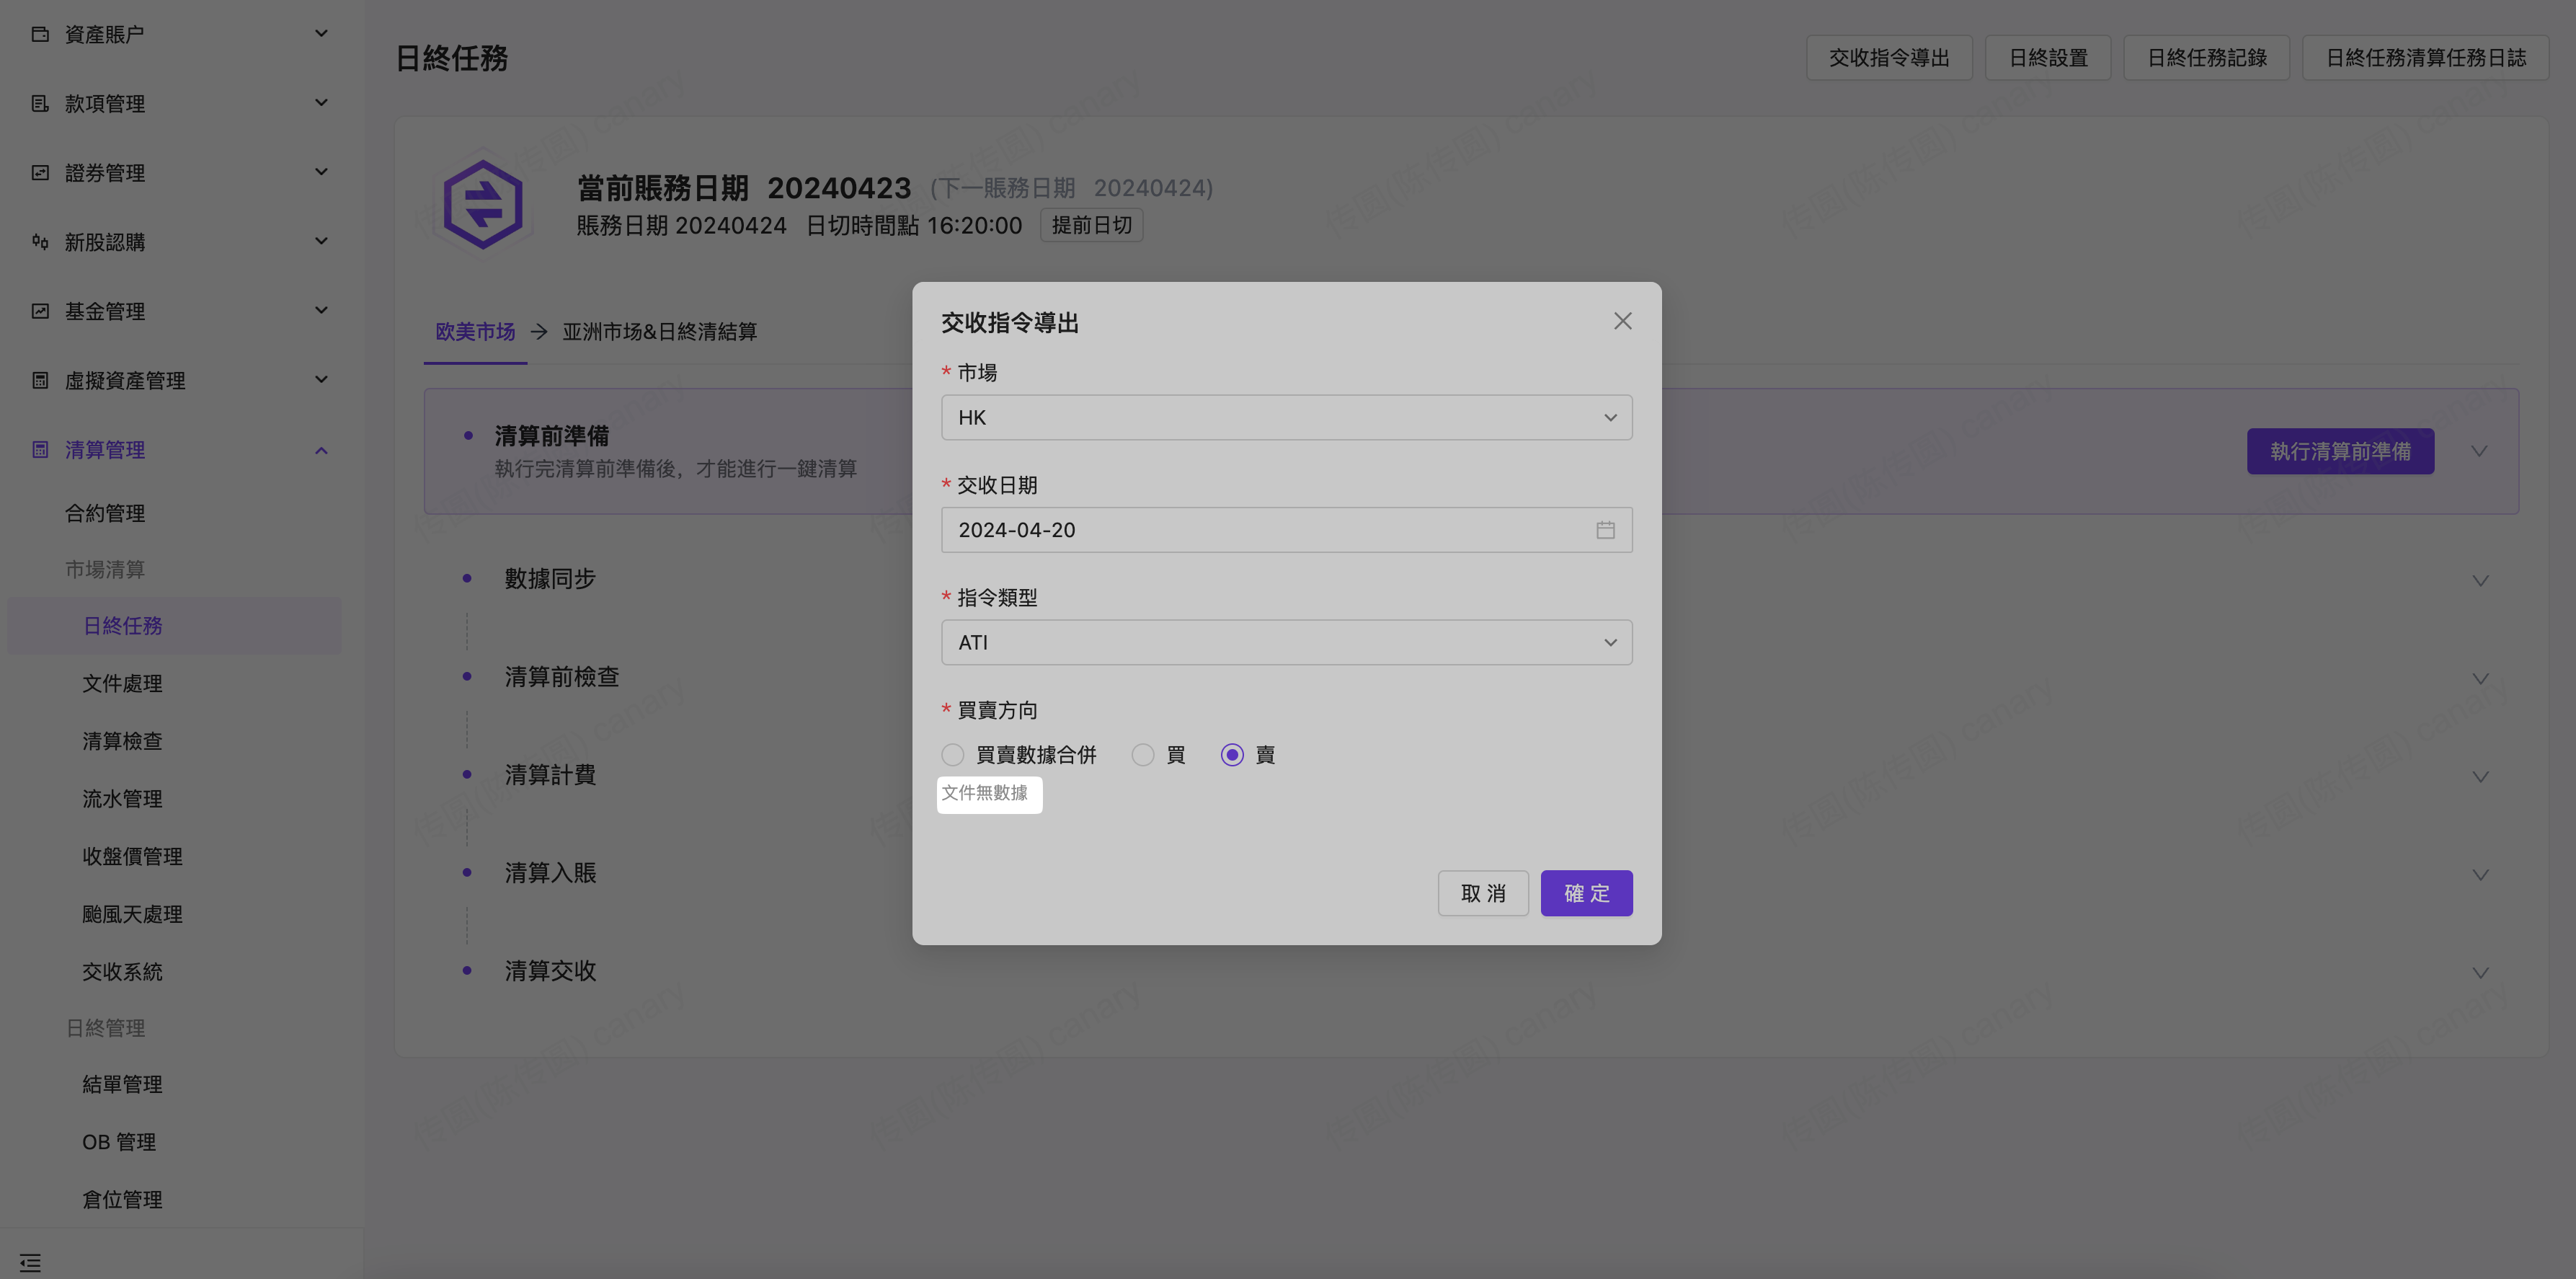 資產賬户
款項管理
證券管理
新股認購
基金管理
虛擬資產管理
清算管理
合約管理
市場清算
日終任務
文件處理
清算檢查
流水管理
收盤價管理
颱風天處理
交收系統
日終管理
結單管理
OB 管理
倉位管理
日終任務
交收指令導出
日終設置
日終任務記錄
日終任務清算任務日誌
當前賬務日期 20240423 (下一賬務日期 20240424)
賬務日期 20240424 日切時間點 16:20:00 提前日切
欧美市场
亚洲市场&日終清結算
清算前準備
執行完清算前準備後，才能進行一鍵清算
執行清算前準備
數據同步
清算前檢查
清算計費
清算入賬
清算交收
交收指令導出
* 市場
HK
* 交收日期
2024-04-20
* 指令類型
ATI
* 買賣方向
買賣數據合併 買 賣
文件無數據
取消 確定
传圆(陈传圆) canary